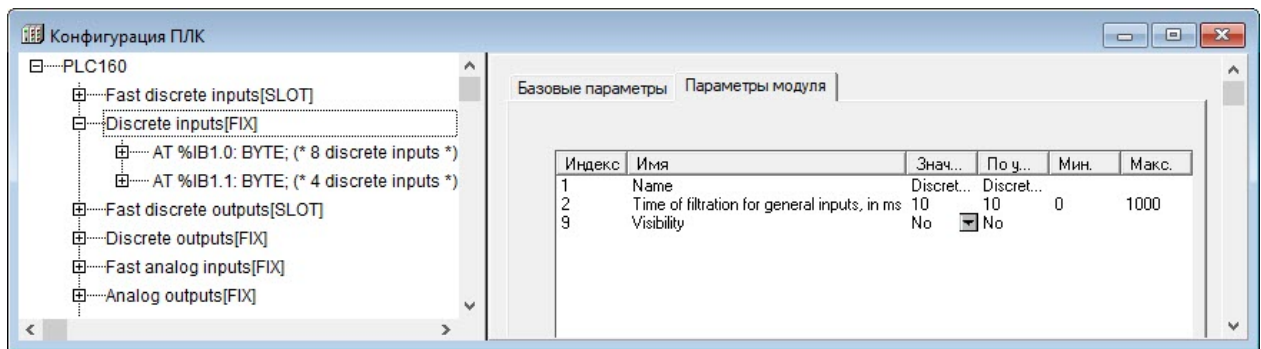 Конфигурация ПЛК
PLC160
Fast discrete inputs[SLOT]
Discrete inputs[FIX]
AT %IB1.0: BYTE; (* 8 discrete inputs *)
AT %IB1.1: BYTE; (* 4 discrete inputs *)
Fast discrete outputs[SLOT]
Discrete outputs[FIX]
Fast analog inputs[FIX]
Analog outputs[FIX]
Базовые параметры Параметры модуля
Индекс Имя Знач... По у... Мин. Макс.
1 Name Discret... Discret...
2 Time of filtration for general inputs, in ms 10 10 0 1000
9 Visibility No No